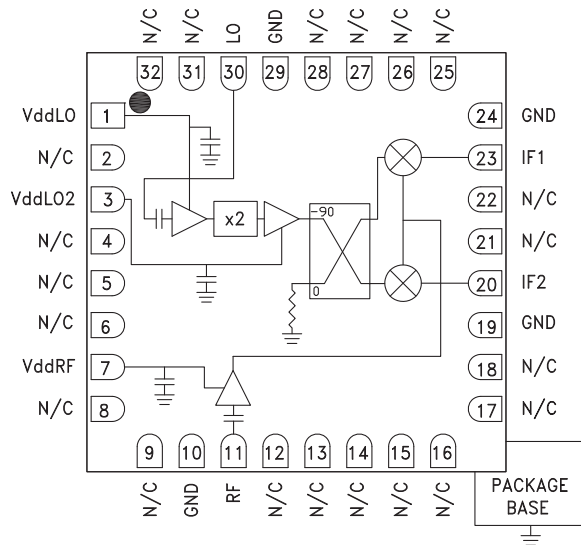 N/C
N/C
LO
GND
N/C
N/C
N/C
N/C
32
31
30
29
28
27
26
25
VddLO
1
N/C
2
VddLO2
3
N/C
4
N/C
5
N/C
6
VddRF
7
N/C
8
x2
-90
0
24
GND
23
IF1
22
N/C
21
N/C
20
IF2
19
GND
18
N/C
17
N/C
9
10
11
12
13
14
15
16
N/C
GND
RF
N/C
N/C
N/C
N/C
N/C
PACKAGE
BASE